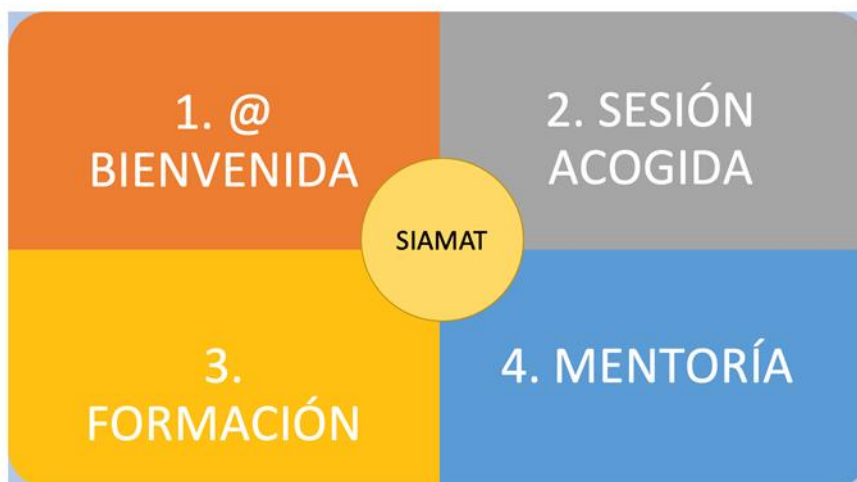 1. @
BIENVENIDA
2. SESIÓN
ACOGIDA
SIAMAT
3.
FORMACIÓN
4. MENTORÍA